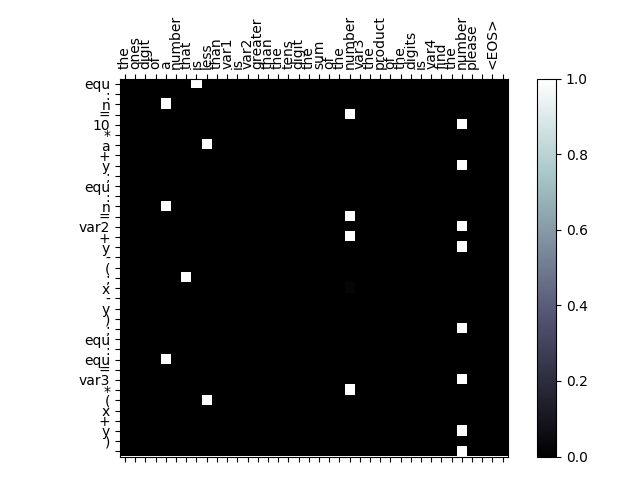 the
ones
digit
of
a
number
that
is
less
than
var1
is
var2
greater
than
the
tens
digit
the
sum
of
the
number
var3
the
product
of
the
digits
is
var4
find
the
number
please
<EOS>
equ
:
n
=
10
*
a
+
y
;
equ
:
n
=
var2
+
y
-
(
x
-
y
)
;
equ
:
equ
=
var3
*
(
x
+
y
)
1.0
0.8
0.6
0.4
0.2
0.0